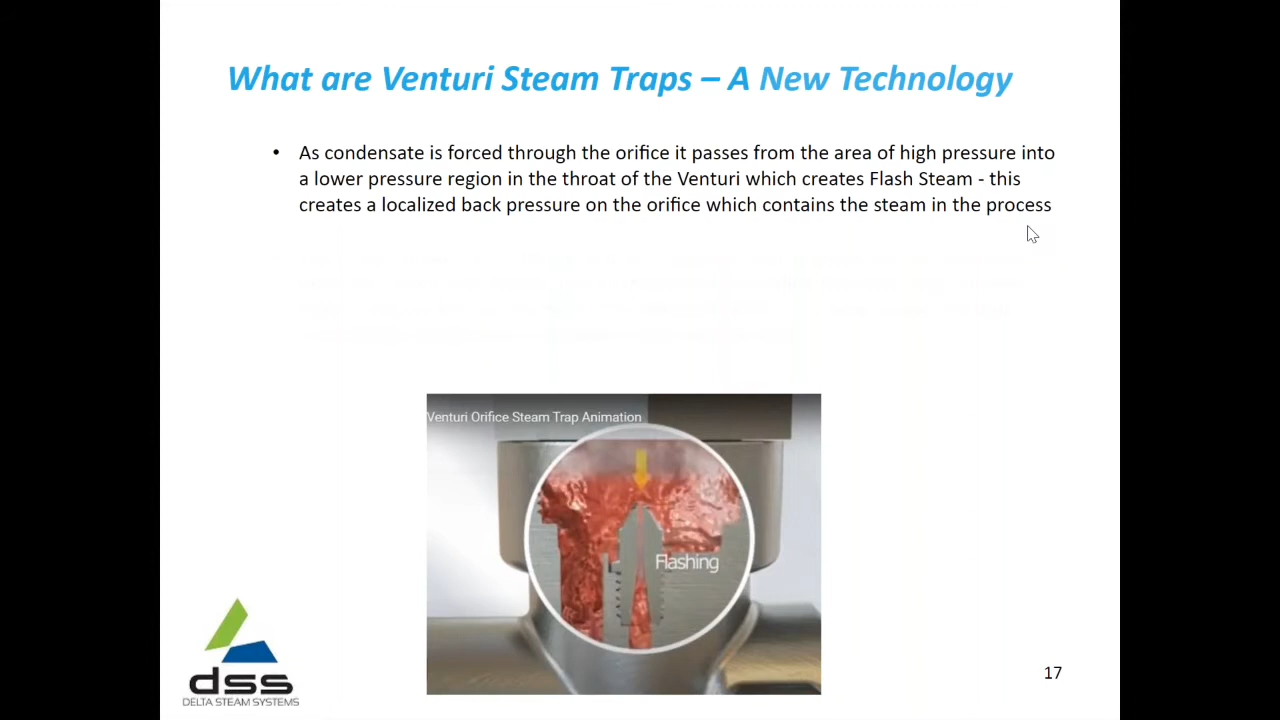 What are Venturi Steam Traps – A New Technology
• As condensate is forced through the orifice it passes from the area of high pressure into
a lower pressure region in the throat of the Venturi which creates Flash Steam - this
creates a localized back pressure on the orifice which contains the steam in the process
Venturi Orifice Steam Trap Animation
Flashing
dss
DELTA STEAM SYSTEMS
17